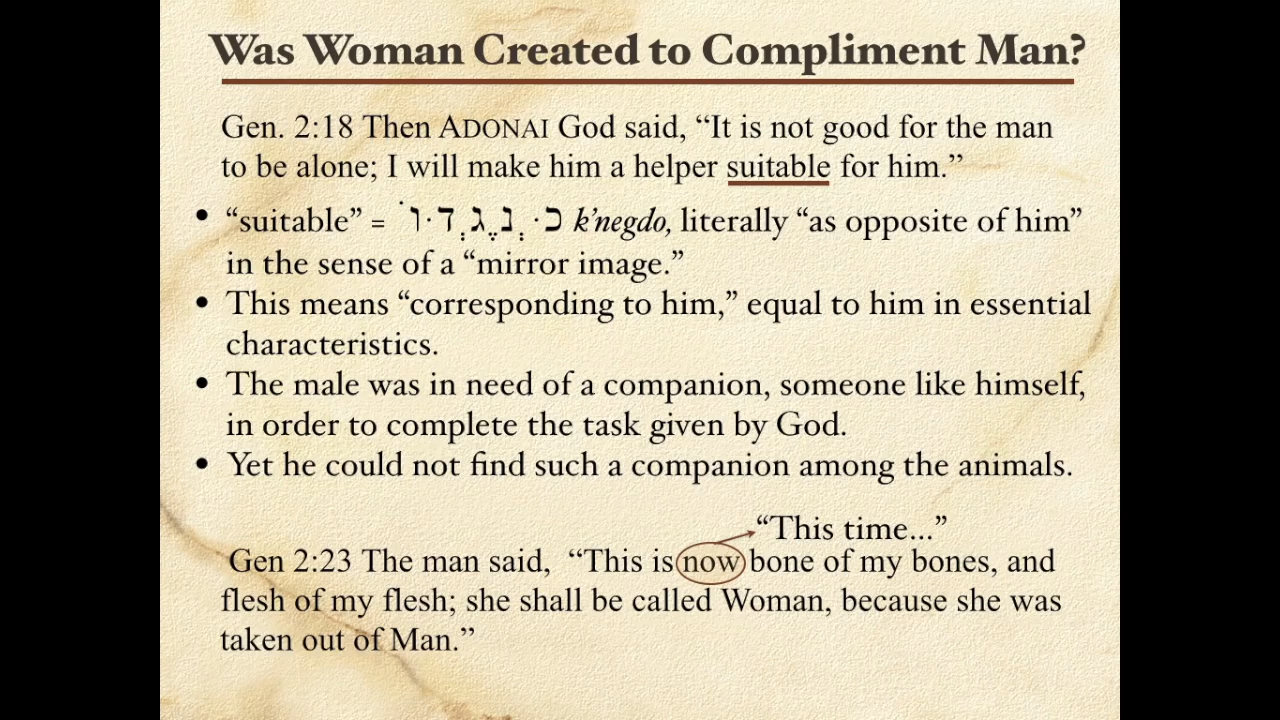 Was Woman Created to Compliment Man?
Gen. 2:18 Then ADONAI God said, “It is not good for the man
to be alone; I will make him a helper suitable for him.”
• “suitable” = כְּנֶגְדּוֹ k’negdo, literally “as opposite of him”
in the sense of a “mirror image.”
• This means “corresponding to him,” equal to him in essential
characteristics.
• The male was in need of a companion, someone like himself,
in order to complete the task given by God.
• Yet he could not find such a companion among the animals.
“This time...”
Gen 2:23 The man said, “This is now bone of my bones, and
flesh of my flesh; she shall be called Woman, because she was
taken out of Man.”